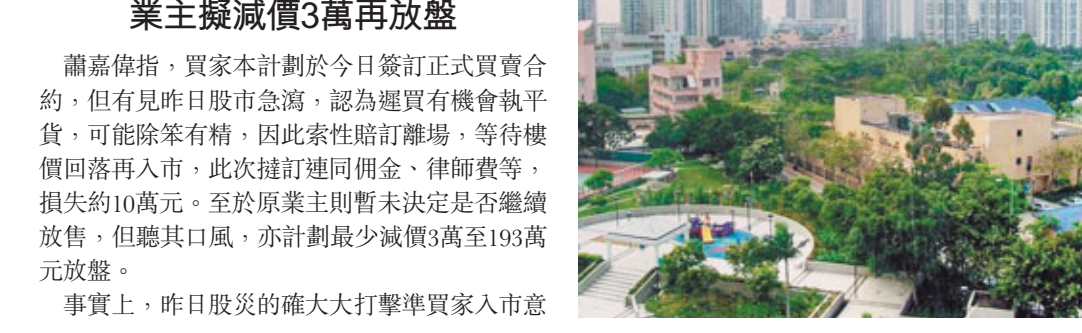 業主擬減價3萬再放盤
蕭嘉偉指，買家本計劃於今日簽訂正式買賣合
約，但有見昨日股市急瀉，認為遲買有機會執平
貨，可能除笨有精，因此索性賠訂離場，等待樓
價回落再入市，此次撻訂連同佣金、律師費等，
損失約10萬元。至於原業主則暫未決定是否繼續
放售，但聽其口風，亦計劃最少減價3萬至193萬
元放盤。
事實上，昨日股災的確大大打擊準買家入市意